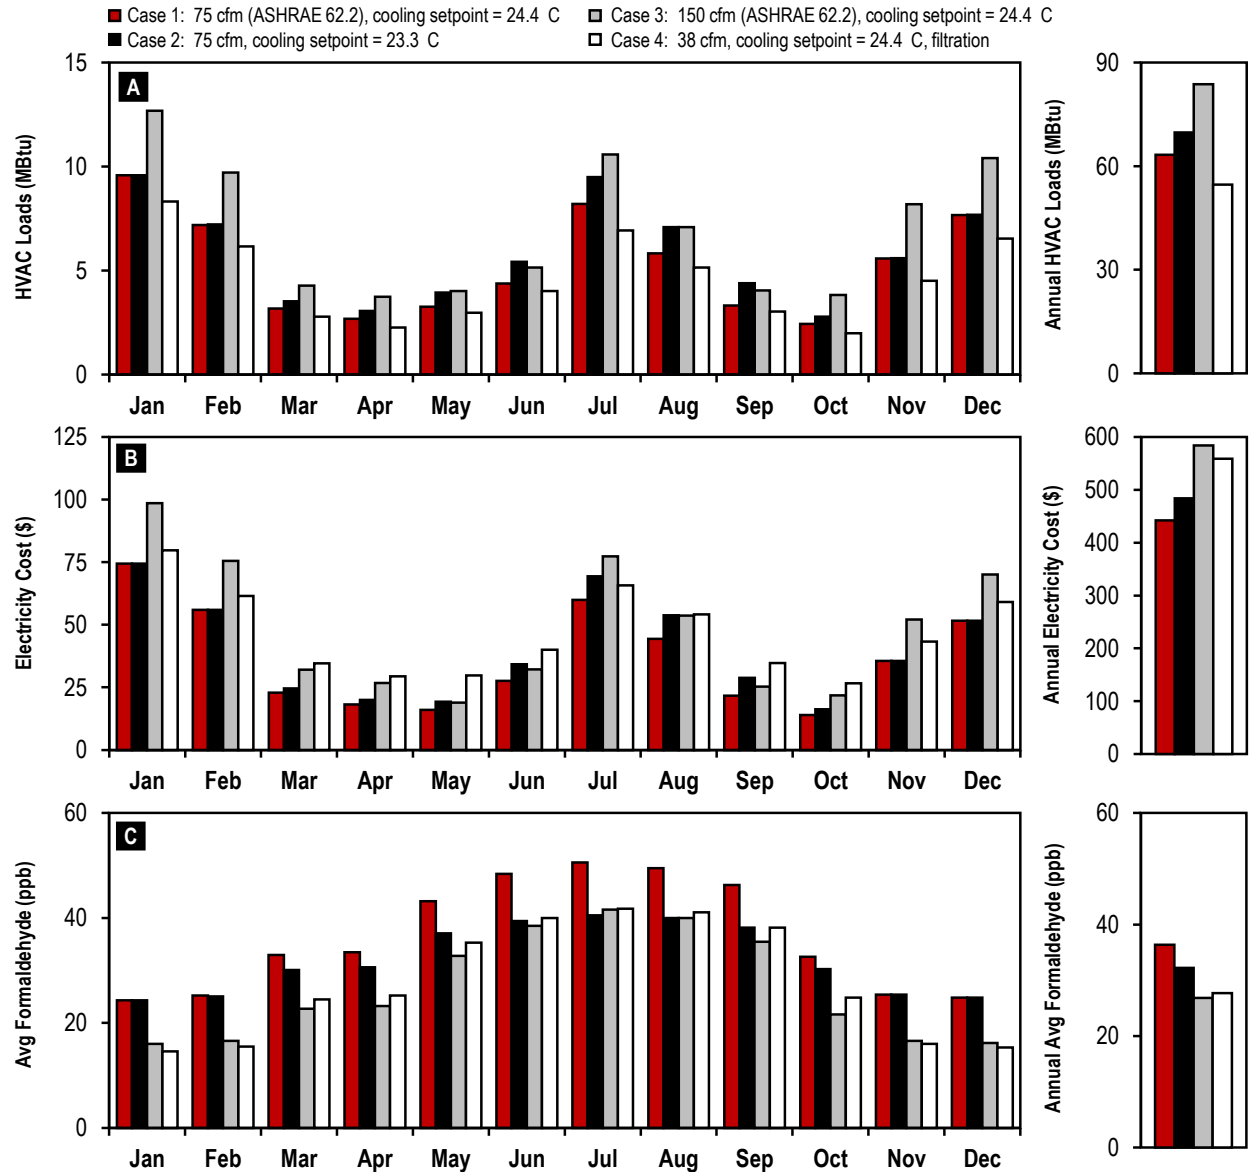 Case 1: 75 cfm (ASHRAE 62.2), cooling setpoint = 24.4 C
Case 3: 150 cfm (ASHRAE 62.2), cooling setpoint = 24.4 C
Case 2: 75 cfm, cooling setpoint = 23.3 C
Case 4: 38 cfm, cooling setpoint = 24.4 C, filtration
A
HVAC Loads (MBtu)
15
10
5
0
Jan Feb Mar Apr May Jun Jul Aug Sep Oct Nov Dec
Annual HVAC Loads (MBtu)
90
60
30
0
B
Electricity Cost ($)
125
100
75
50
25
0
Jan Feb Mar Apr May Jun Jul Aug Sep Oct Nov Dec
Annual Electricity Cost ($)
600
500
400
300
200
100
0
C
Avg Formaldehyde (ppb)
60
40
20
0
Jan Feb Mar Apr May Jun Jul Aug Sep Oct Nov Dec
Annual Avg Formaldehyde (ppb)
60
40
20
0